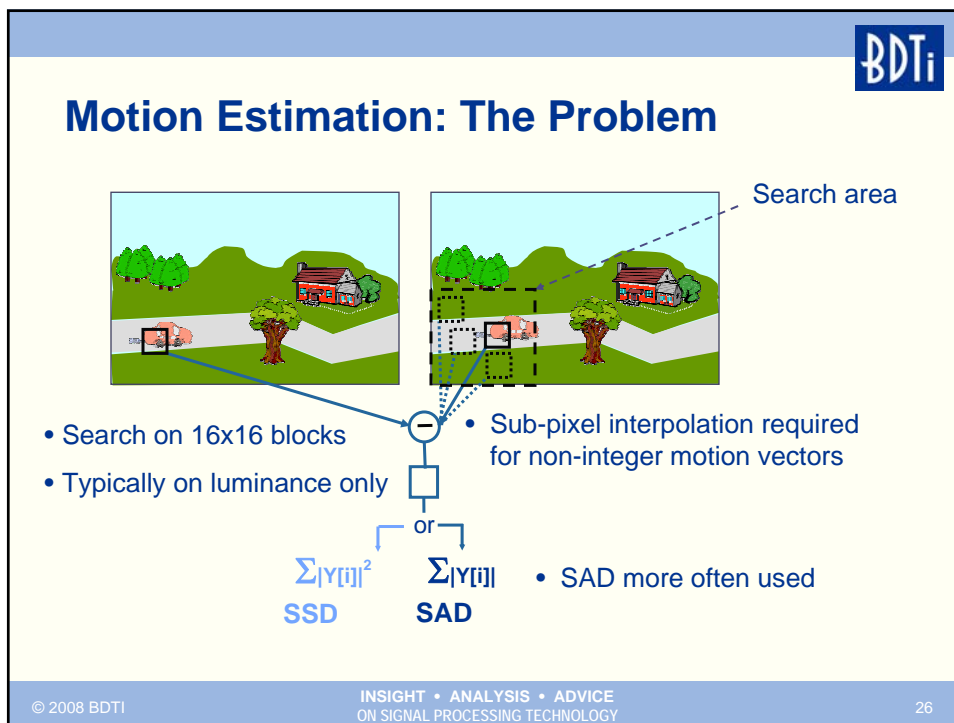 BDTi
Motion Estimation: The Problem
Search area
• Search on 16x16 blocks
• Typically on luminance only
• Sub-pixel interpolation required
for non-integer motion vectors
−
or
Σ|Y[i]|²
SSD
Σ|Y[i]|
SAD
• SAD more often used
© 2008 BDTI
INSIGHT • ANALYSIS • ADVICE
ON SIGNAL PROCESSING TECHNOLOGY
26